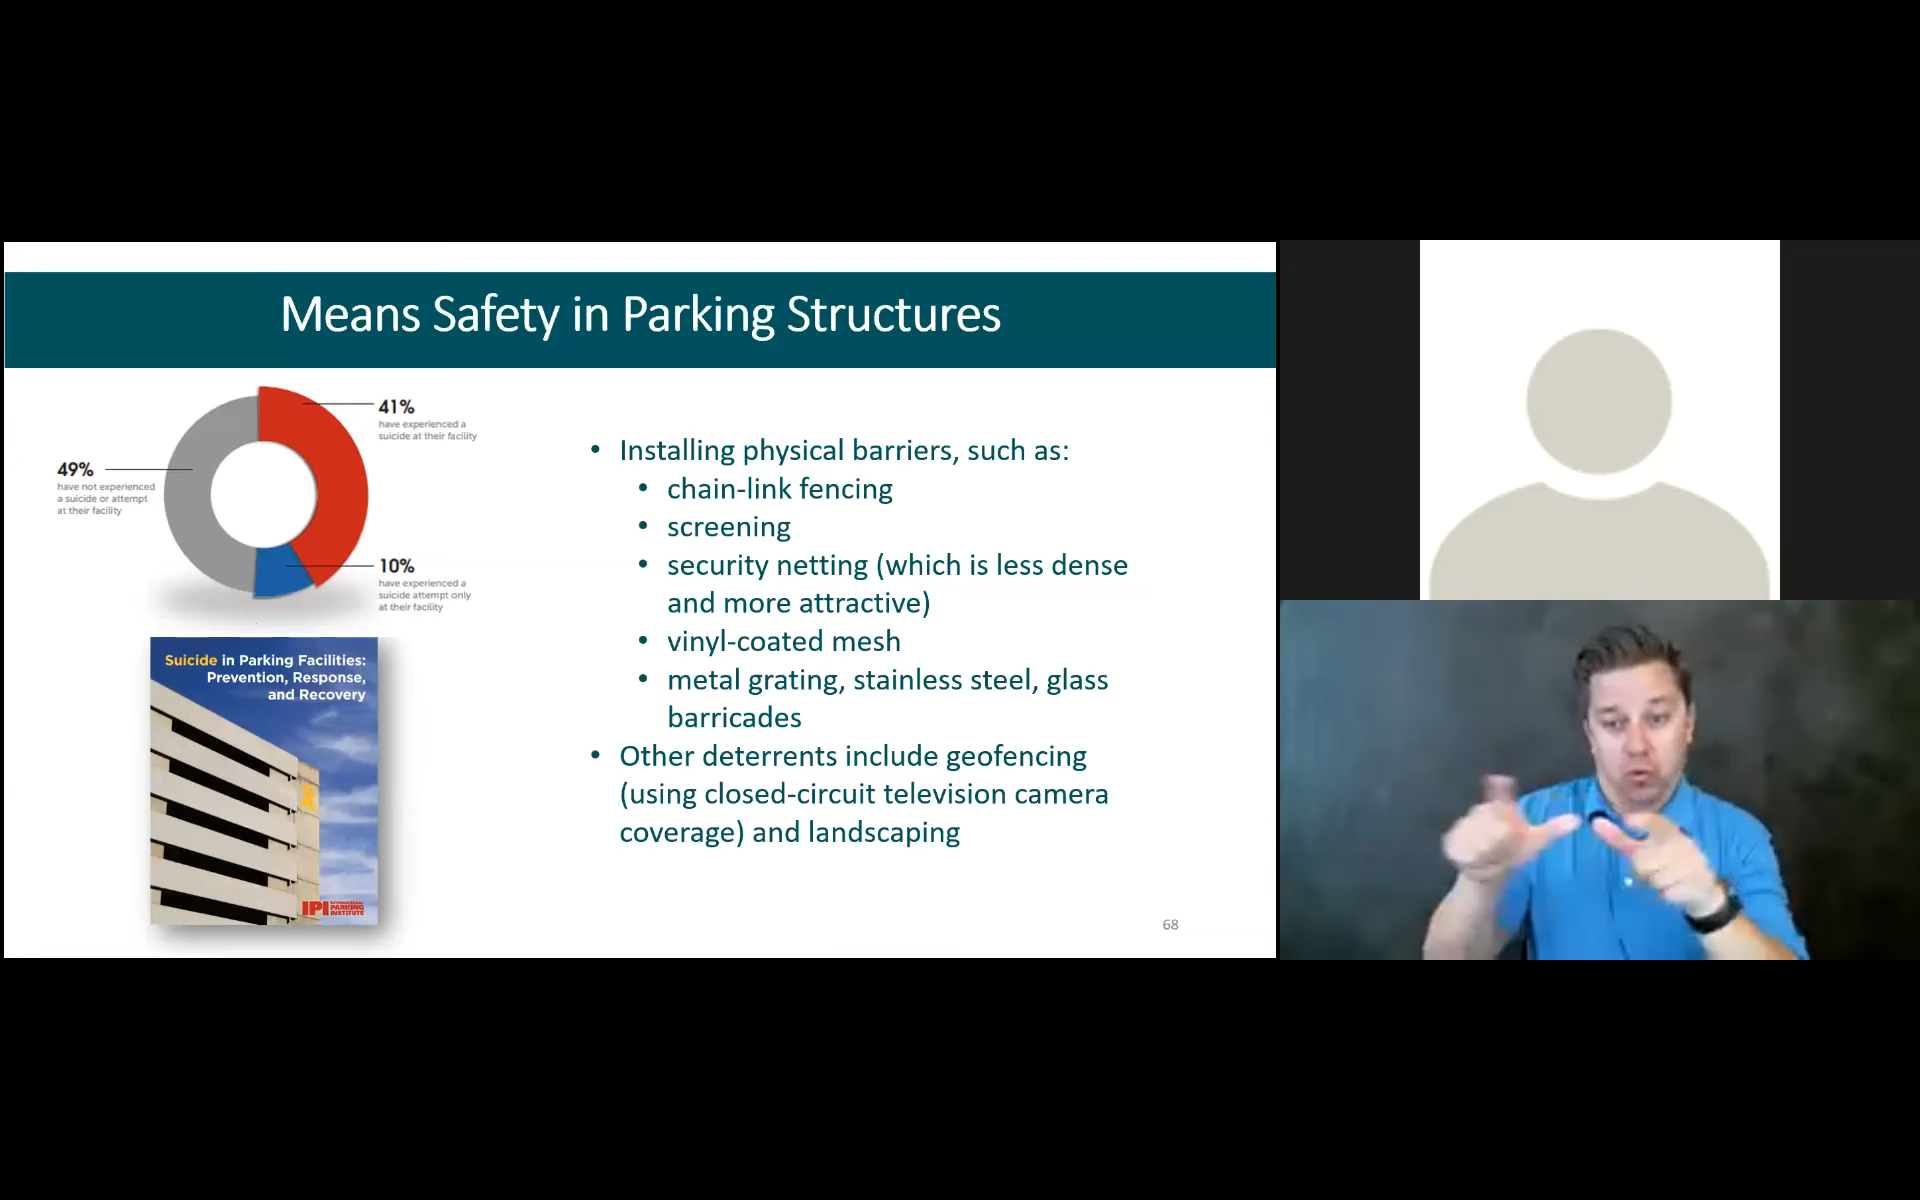 Means Safety in Parking Structures
41%
have experienced a
suicide at their facility
49%
have not experienced
a suicide or attempt
at their facility
10%
have experienced a
suicide attempt only
at their facility
Suicide in Parking Facilities:
Prevention, Response,
and Recovery
IPI INTERNATIONAL
PARKING
INSTITUTE
• Installing physical barriers, such as:
• chain-link fencing
• screening
• security netting (which is less dense
and more attractive)
• vinyl-coated mesh
• metal grating, stainless steel, glass
barricades
• Other deterrents include geofencing
(using closed-circuit television camera
coverage) and landscaping
68